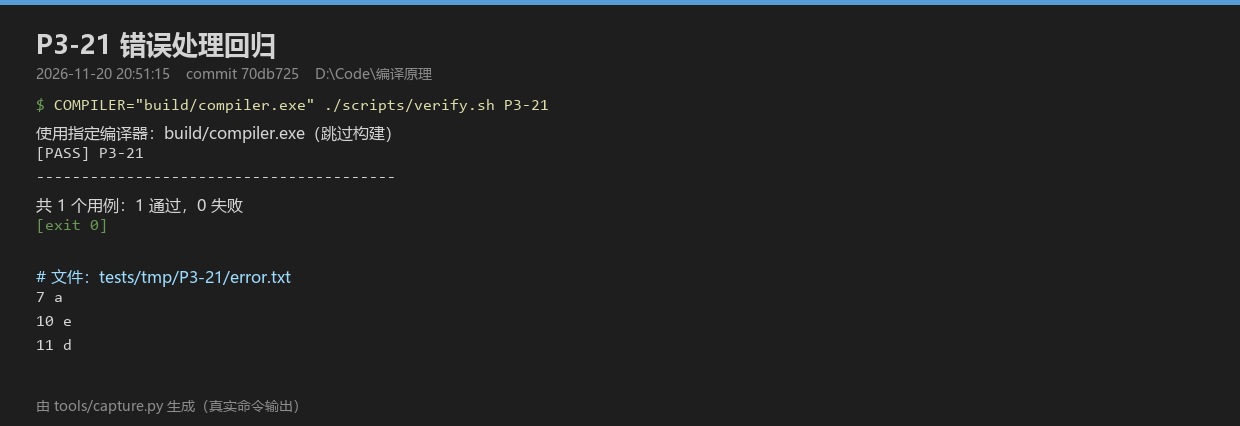 P3-21 错误处理回归
2026-11-20 20:51:15 commit 70db725 D:\Code\编译原理
$ COMPILER="build/compiler.exe" ./scripts/verify.sh P3-21
使用指定编译器：build/compiler.exe（跳过构建）
[PASS] P3-21
----------------------------------------
共 1 个用例：1 通过，0 失败
[exit 0]
# 文件：tests/tmp/P3-21/error.txt
7 a
10 e
11 d
由 tools/capture.py 生成（真实命令输出）